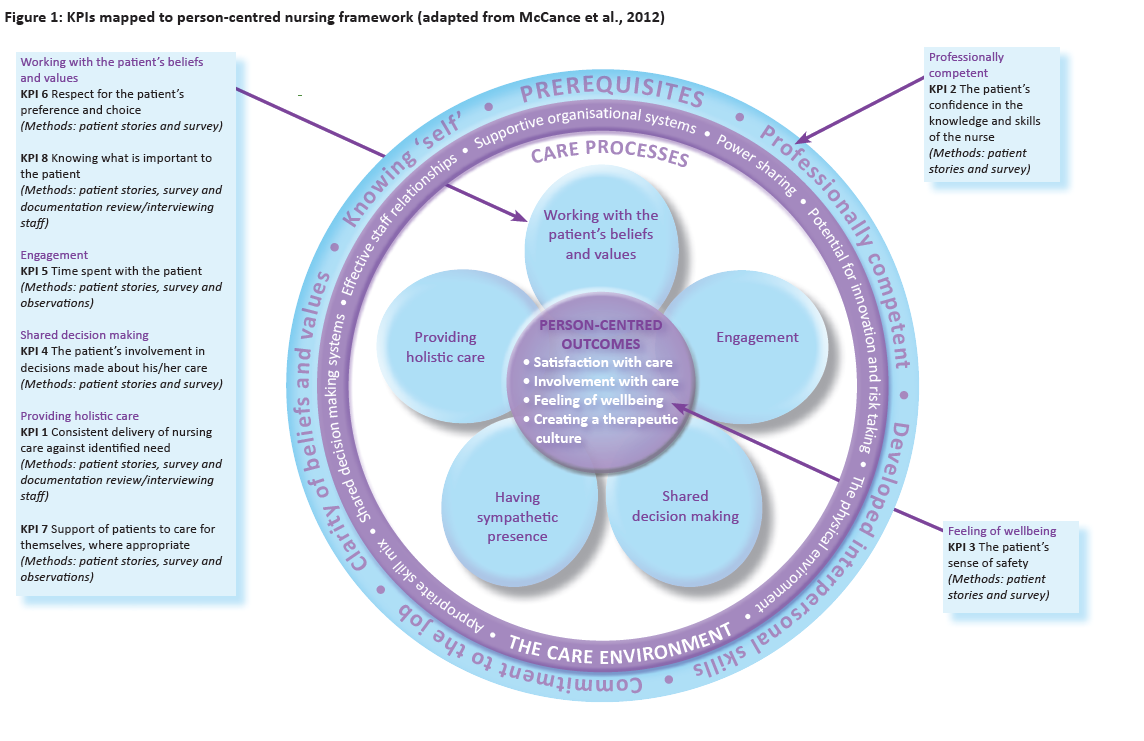 Figure 1: KPIs mapped to person-centred nursing framework (adapted from McCance et al., 2012)
Working with the patient's beliefs
and values
KPI 6 Respect for the patient's
preference and choice
(Methods: patient stories and survey)
KPI 8 Knowing what is important to
the patient
(Methods: patient stories, survey and
documentation review/interviewing
staff)
Engagement
KPI 5 Time spent with the patient
(Methods: patient stories, survey and
observations)
Shared decision making
KPI 4 The patient's involvement in
decisions made about his/her care
(Methods: patient stories and survey)
Providing holistic care
KPI 1 Consistent delivery of nursing
care against identified need
(Methods: patient stories, survey and
documentation review/interviewing
staff)
KPI 7 Support of patients to care for
themselves, where appropriate
(Methods: patient stories, survey and
observations)
PREREQUISITES
• Professionally competent
• Developed interpersonal skills
• Commitment to the job
• Clarity of beliefs and values
• Knowing 'self' •
THE CARE ENVIRONMENT
• Appropriate skill mix
• Shared decision making systems
• Effective staff relationships
• Supportive organisational systems
• Power sharing
• Potential for innovation and risk taking
• The physical environment •
CARE PROCESSES
Working with the
patient's beliefs
and values
Engagement
Shared
decision making
Having
sympathetic
presence
Providing
holistic care
PERSON-CENTRED
OUTCOMES
• Satisfaction with care
• Involvement with care
• Feeling of wellbeing
• Creating a therapeutic
culture
Professionally
competent
KPI 2 The patient's
confidence in the
knowledge and skills
of the nurse
(Methods: patient
stories and survey)
Feeling of wellbeing
KPI 3 The patient's
sense of safety
(Methods: patient
stories and survey)